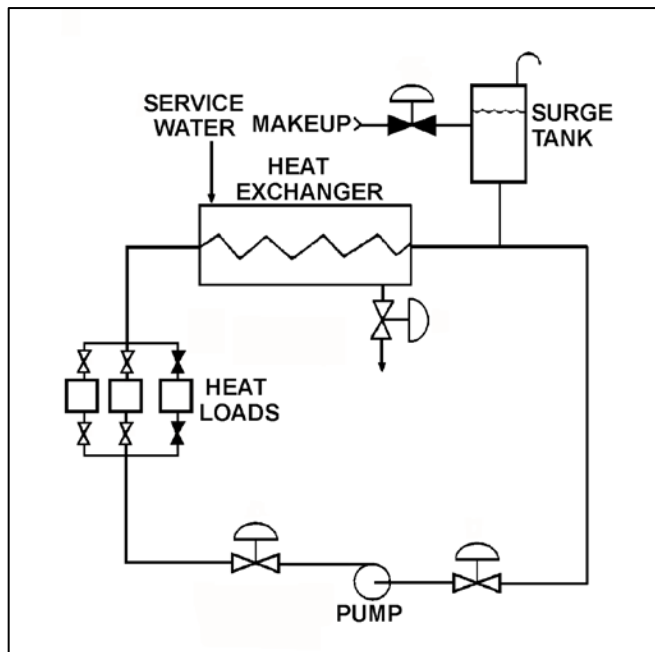 SERVICE
WATER
MAKEUP
SURGE
TANK
HEAT
EXCHANGER
HEAT
LOADS
PUMP